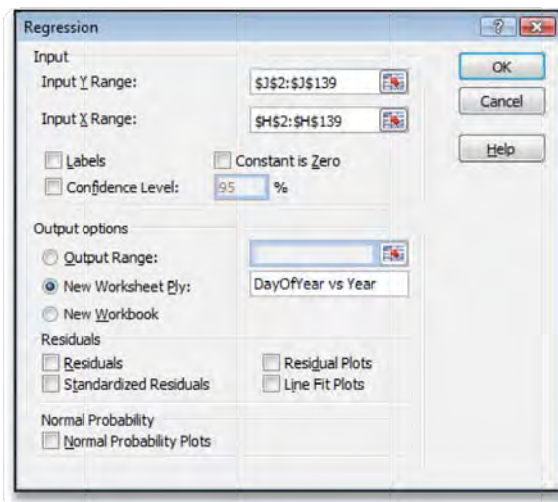 Regression
Input
Input Y Range: $J$2:$J$139
Input X Range: $H$2:$H$139
Labels Constant is Zero
Confidence Level: 95 %
Output options
Output Range:
New Worksheet Ply: DayOfYear vs Year
New Workbook
Residuals
Residuals Residual Plots
Standardized Residuals Line Fit Plots
Normal Probability
Normal Probability Plots
?
OK
Cancel
Help